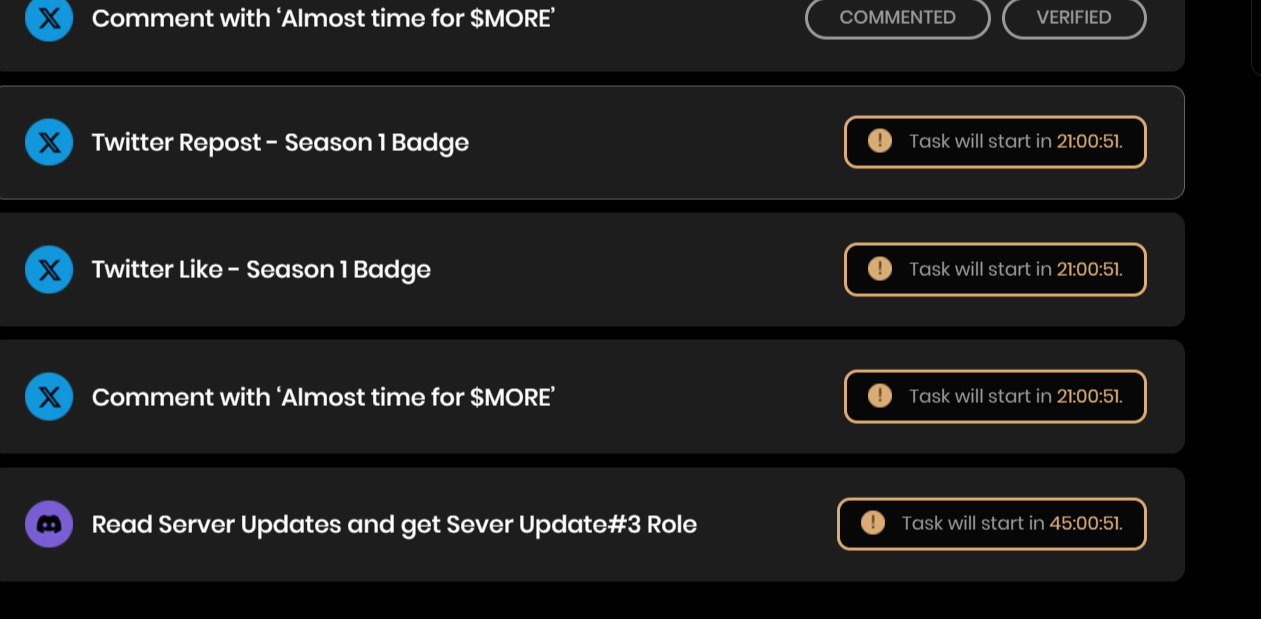 Comment with ‘Almost time for $MORE’ COMMENTED VERIFIED
Twitter Repost - Season 1 Badge ! Task will start in 21:00:51.
Twitter Like - Season 1 Badge ! Task will start in 21:00:51.
Comment with ‘Almost time for $MORE’ ! Task will start in 21:00:51.
Read Server Updates and get Sever Update#3 Role ! Task will start in 45:00:51.